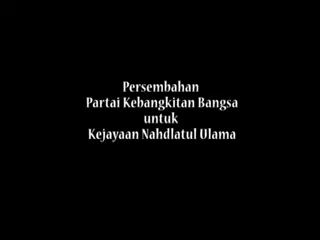 Persembahan
Partai Kebangkitan Bangsa
untuk
Kejayaan Nahdlatul Ulama